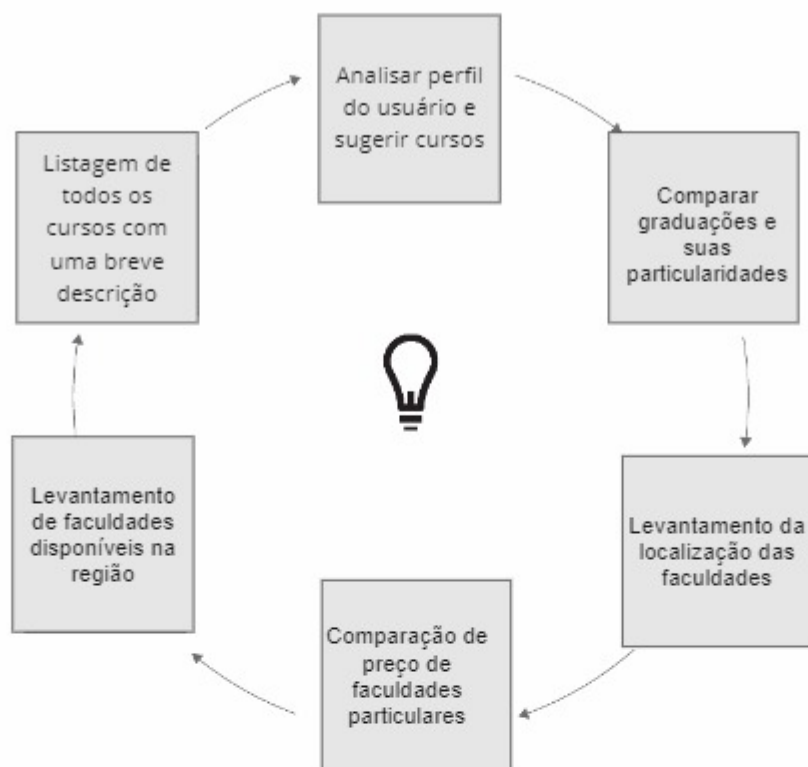 Analisar perfil
do usuário e
sugerir cursos
Comparar
graduações e
suas
particularidades
Levantamento da
localização das
faculdades
Comparação de
preço de
faculdades
particulares
Levantamento
de faculdades
disponíveis na
região
Listagem de
todos os
cursos com
uma breve
descrição